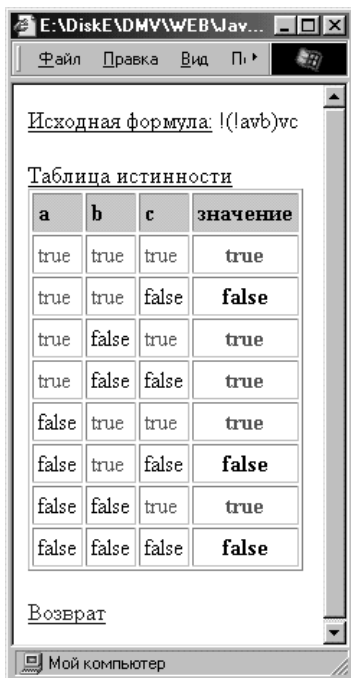 E:\DiskE\DMV\WEB\Jav...
Файл Правка Вид
Исходная формула: !(!avb)vc
Таблица истинности
a b c значение
true true true true
true true false false
true false true true
true false false true
false true true true
false true false false
false false true true
false false false false
Возврат
Мой компьютер